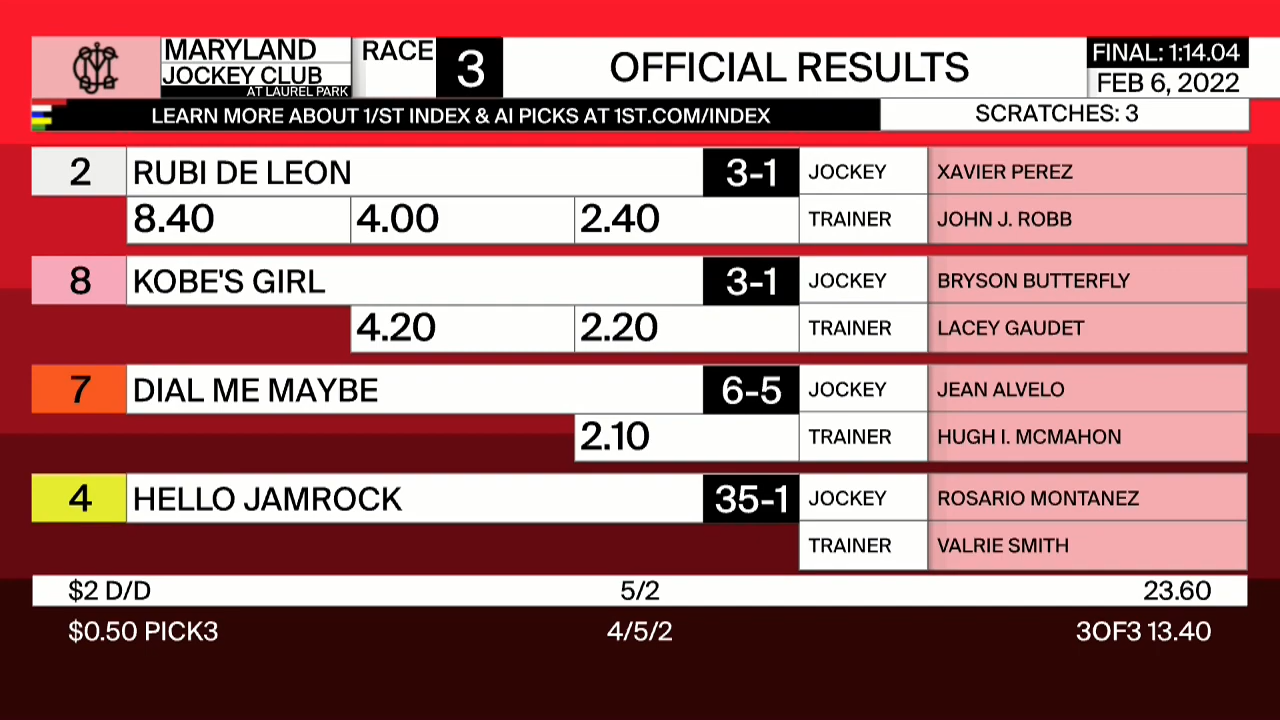 MARYLAND
JOCKEY CLUB
AT LAUREL PARK
RACE 3
OFFICIAL RESULTS
FINAL: 1:14.04
FEB 6, 2022
LEARN MORE ABOUT 1/ST INDEX & AI PICKS AT 1ST.COM/INDEX
SCRATCHES: 3
2 RUBI DE LEON 3-1 JOCKEY XAVIER PEREZ
8.40 4.00 2.40 TRAINER JOHN J. ROBB
8 KOBE'S GIRL 3-1 JOCKEY BRYSON BUTTERFLY
4.20 2.20 TRAINER LACEY GAUDET
7 DIAL ME MAYBE 6-5 JOCKEY JEAN ALVELO
2.10 TRAINER HUGH I. MCMAHON
4 HELLO JAMROCK 35-1 JOCKEY ROSARIO MONTANEZ
TRAINER VALRIE SMITH
$2 D/D 5/2 23.60
$0.50 PICK3 4/5/2 3OF3 13.40